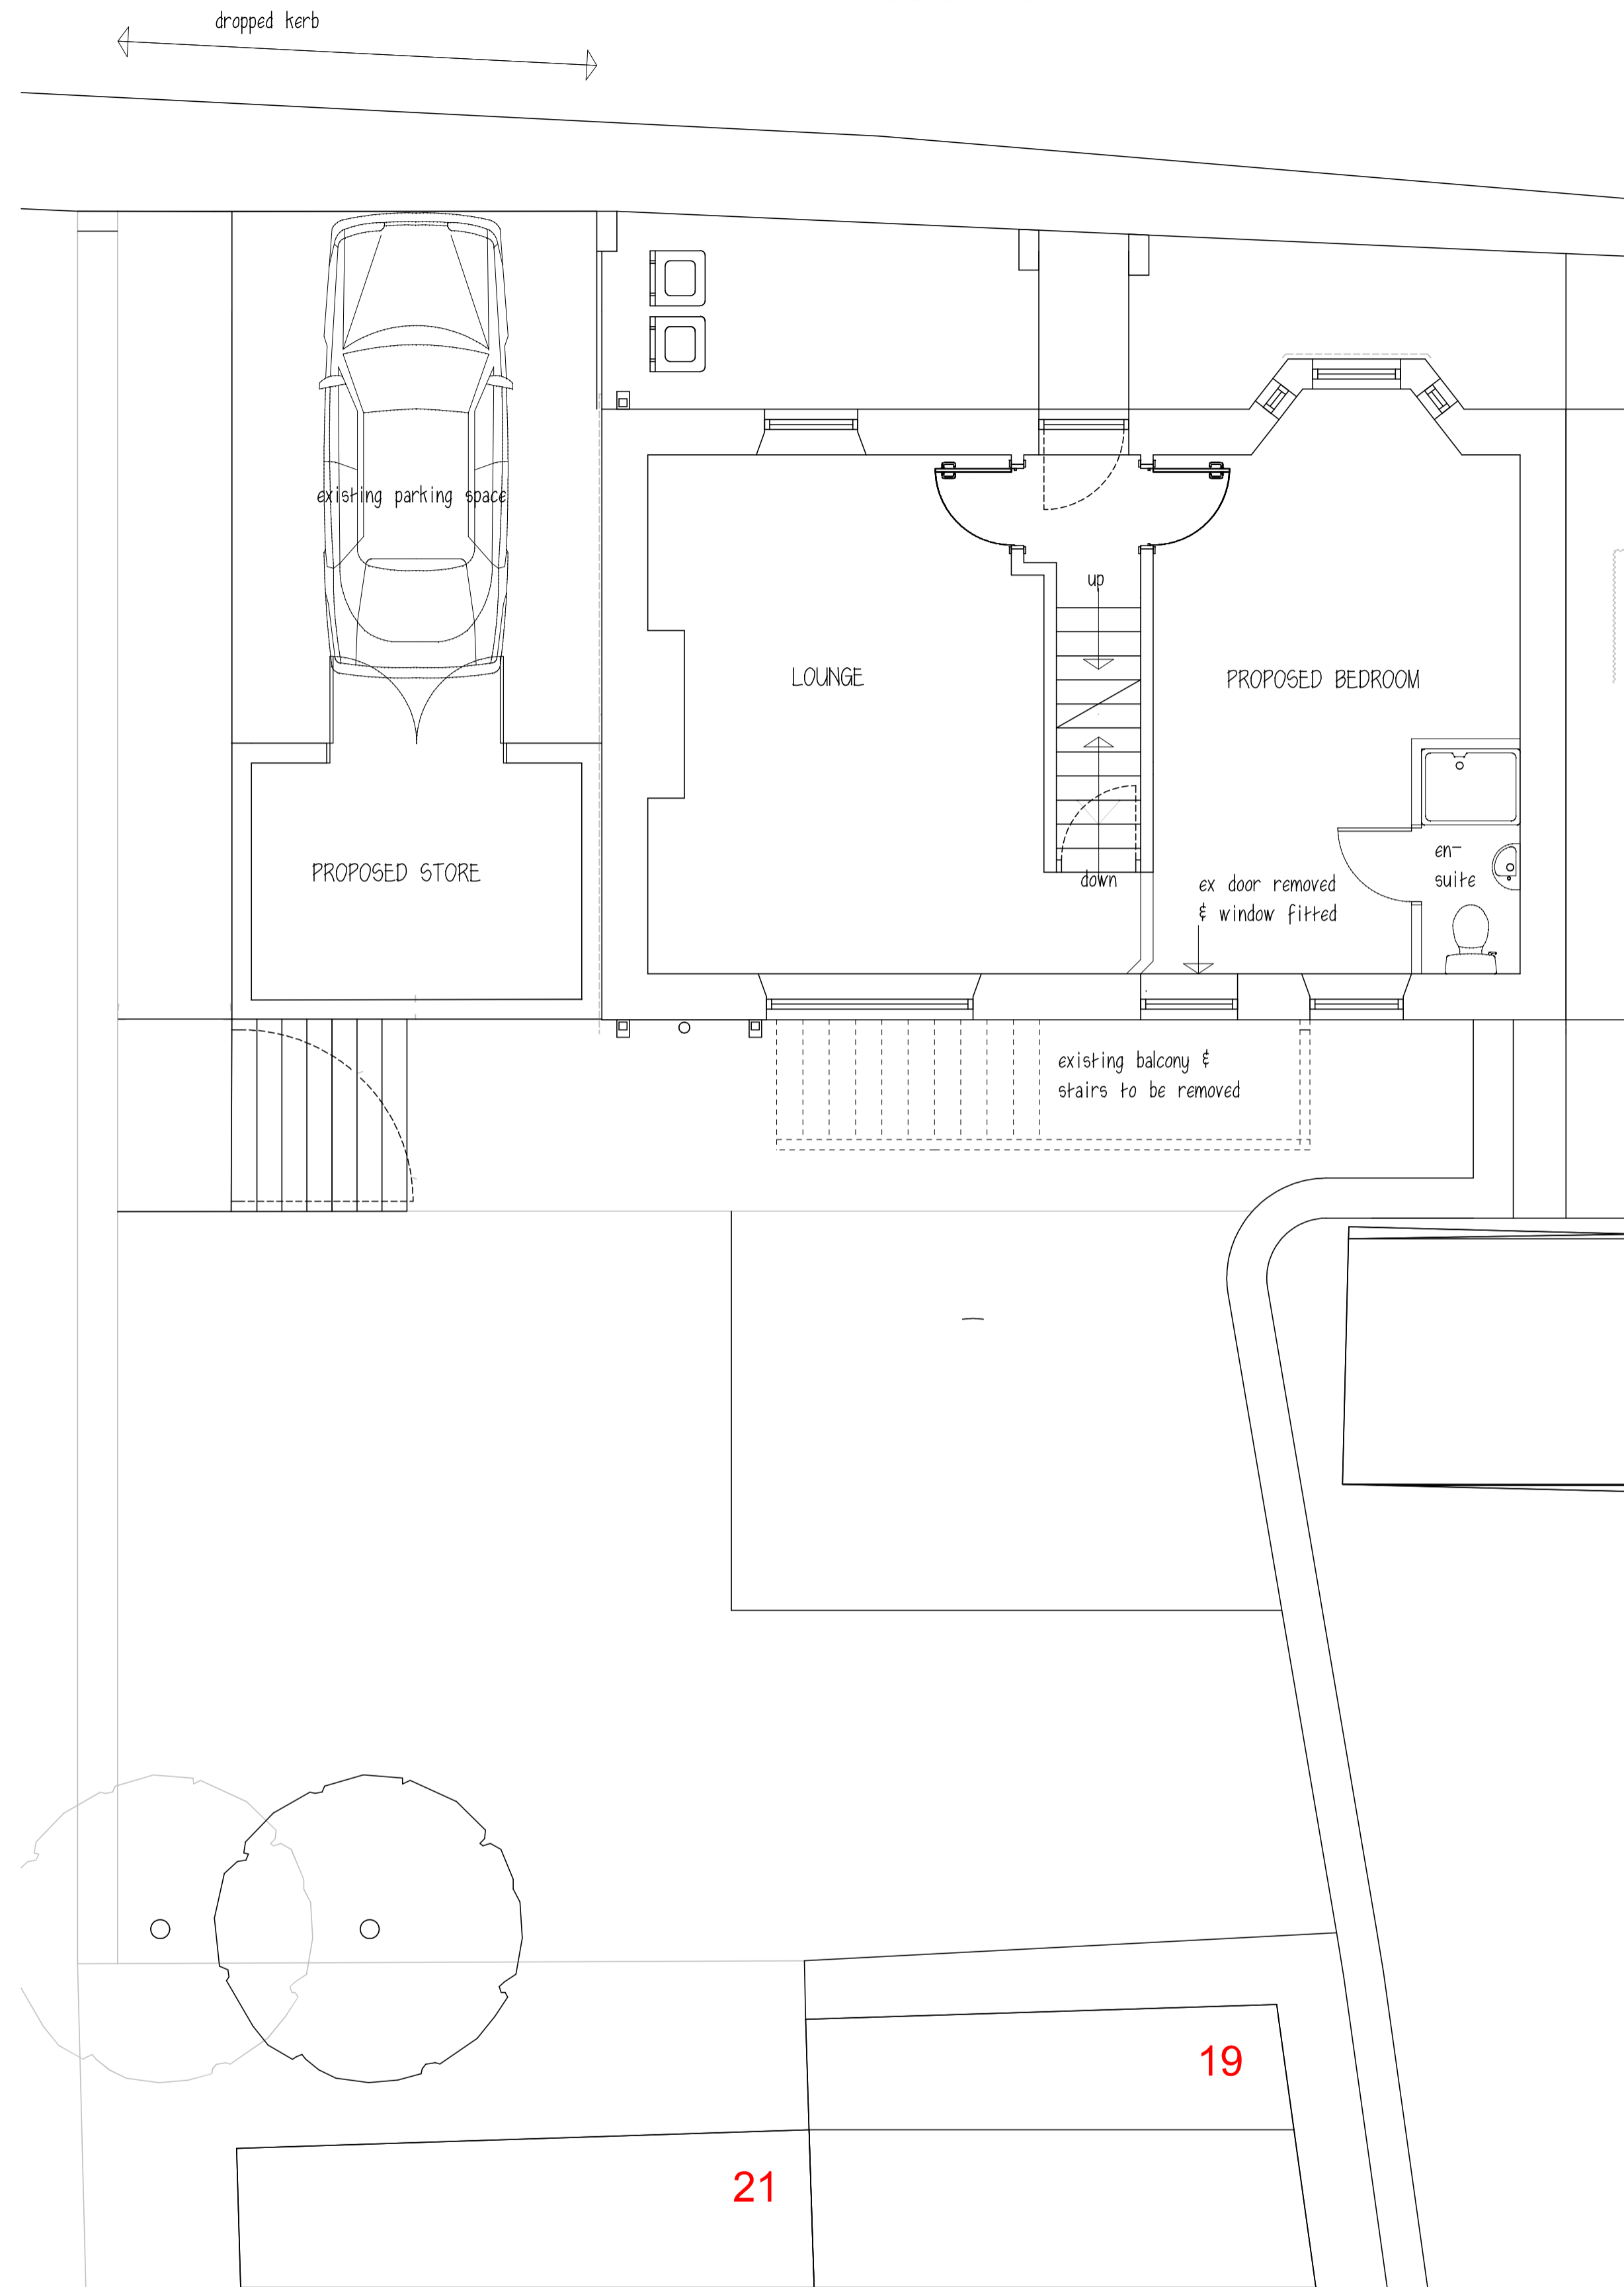 dropped kerb
existing parking space
up
LOUNGE
PROPOSED BEDROOM
PROPOSED STORE
down
en-
suite
ex door removed
& window fitted
existing balcony &
stairs to be removed
19
21